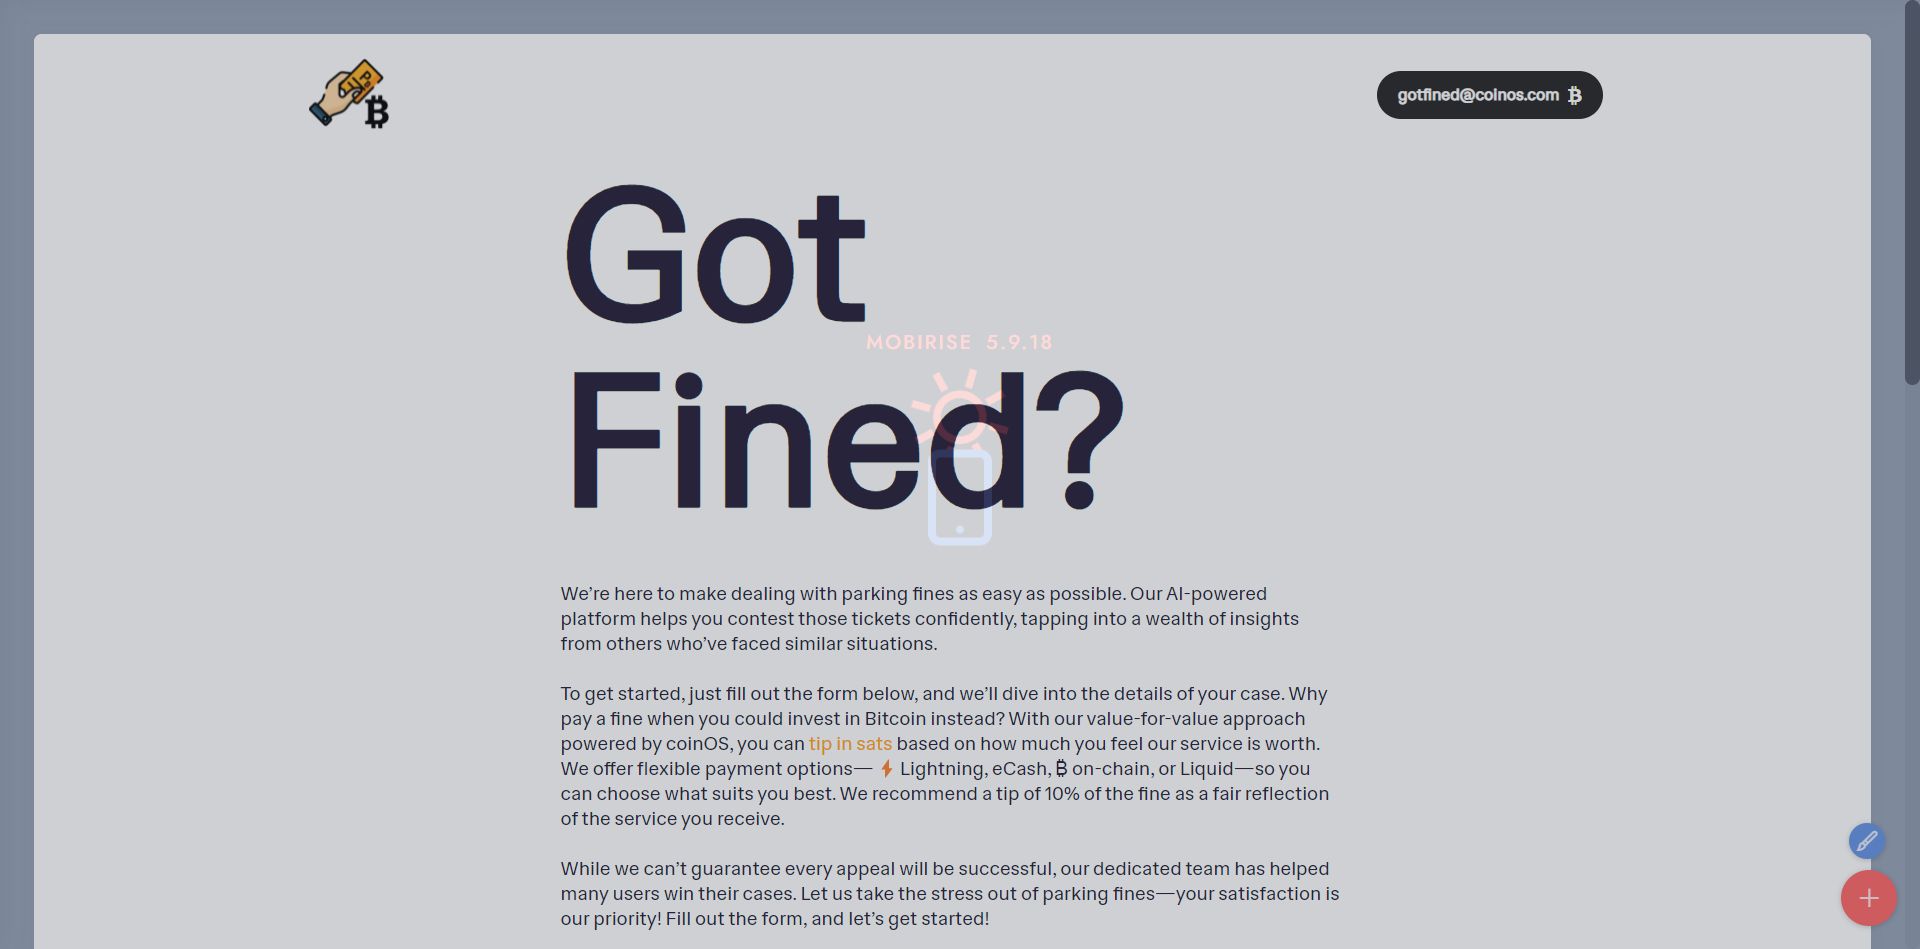 gotfined@coinos.com
Got
Fined?
MOBIRISE 5.9.18
We’re here to make dealing with parking fines as easy as possible. Our AI-powered
platform helps you contest those tickets confidently, tapping into a wealth of insights
from others who’ve faced similar situations.
To get started, just fill out the form below, and we’ll dive into the details of your case. Why
pay a fine when you could invest in Bitcoin instead? With our value-for-value approach
powered by coinOS, you can tip in sats based on how much you feel our service is worth.
We offer flexible payment options— Lightning, eCash, ₿ on-chain, or Liquid—so you
can choose what suits you best. We recommend a tip of 10% of the fine as a fair reflection
of the service you receive.
While we can’t guarantee every appeal will be successful, our dedicated team has helped
many users win their cases. Let us take the stress out of parking fines—your satisfaction is
our priority! Fill out the form, and let’s get started!